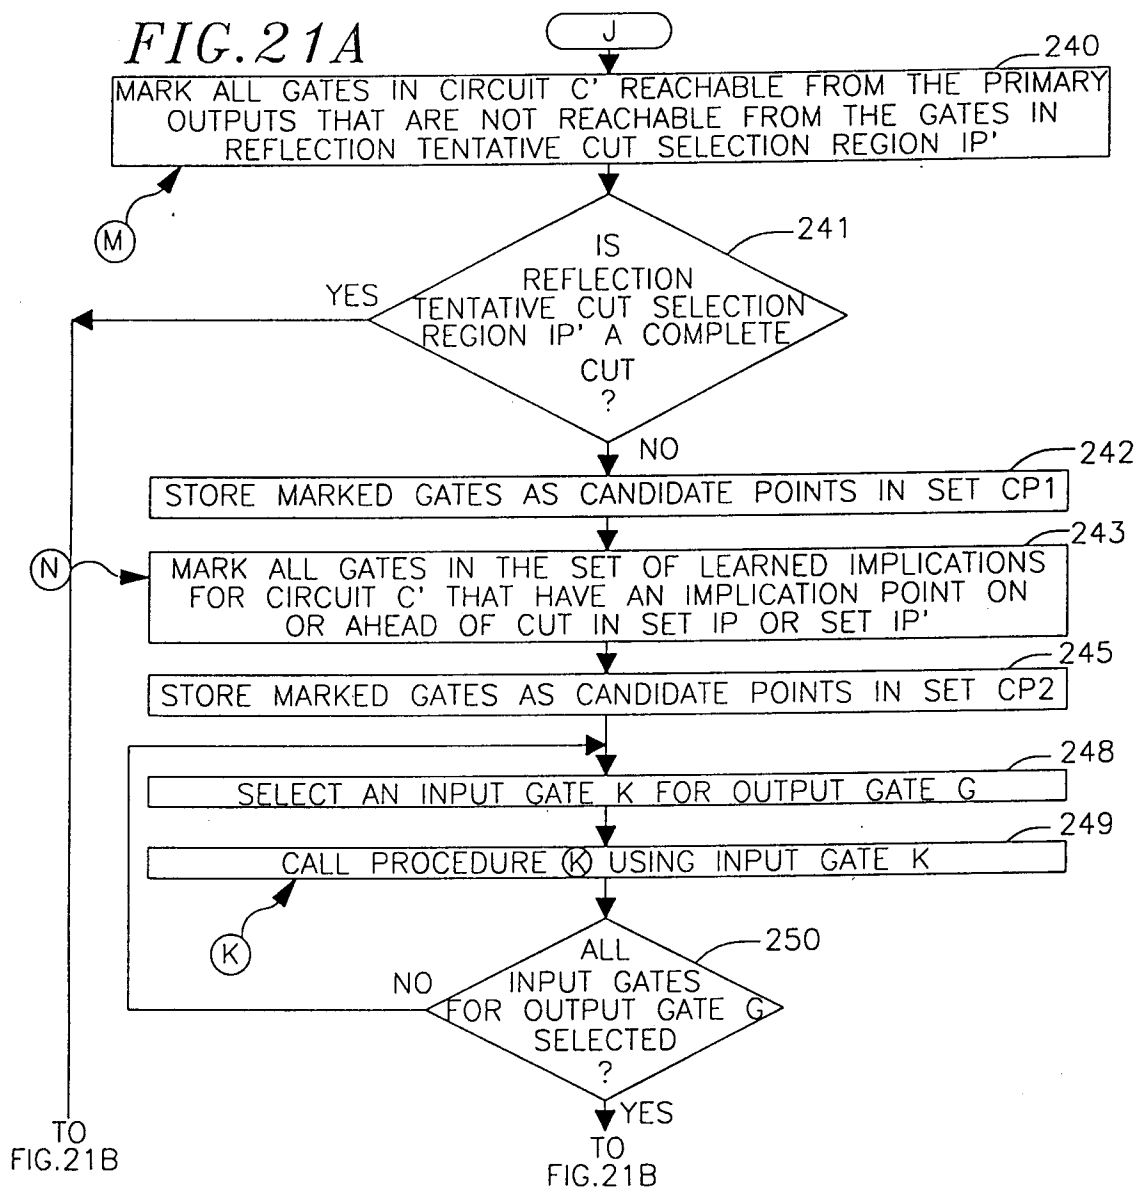 FIG.21A
J
240
MARK ALL GATES IN CIRCUIT C' REACHABLE FROM THE PRIMARY
OUTPUTS THAT ARE NOT REACHABLE FROM THE GATES IN
REFLECTION TENTATIVE CUT SELECTION REGION IP'
M
241
IS
REFLECTION
TENTATIVE CUT SELECTION
REGION IP' A COMPLETE
CUT
?
YES
NO
242
STORE MARKED GATES AS CANDIDATE POINTS IN SET CP1
243
N
MARK ALL GATES IN THE SET OF LEARNED IMPLICATIONS
FOR CIRCUIT C' THAT HAVE AN IMPLICATION POINT ON
OR AHEAD OF CUT IN SET IP OR SET IP'
245
STORE MARKED GATES AS CANDIDATE POINTS IN SET CP2
248
SELECT AN INPUT GATE K FOR OUTPUT GATE G
249
CALL PROCEDURE K USING INPUT GATE K
K
250
ALL
INPUT GATES
FOR OUTPUT GATE G
SELECTED
?
NO
YES
TO
FIG.21B
TO
FIG.21B